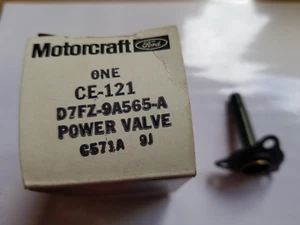 Motorcraft Ford
ONE
CE-121
D7FZ-9A565-A
POWER VALVE
C571A 9J